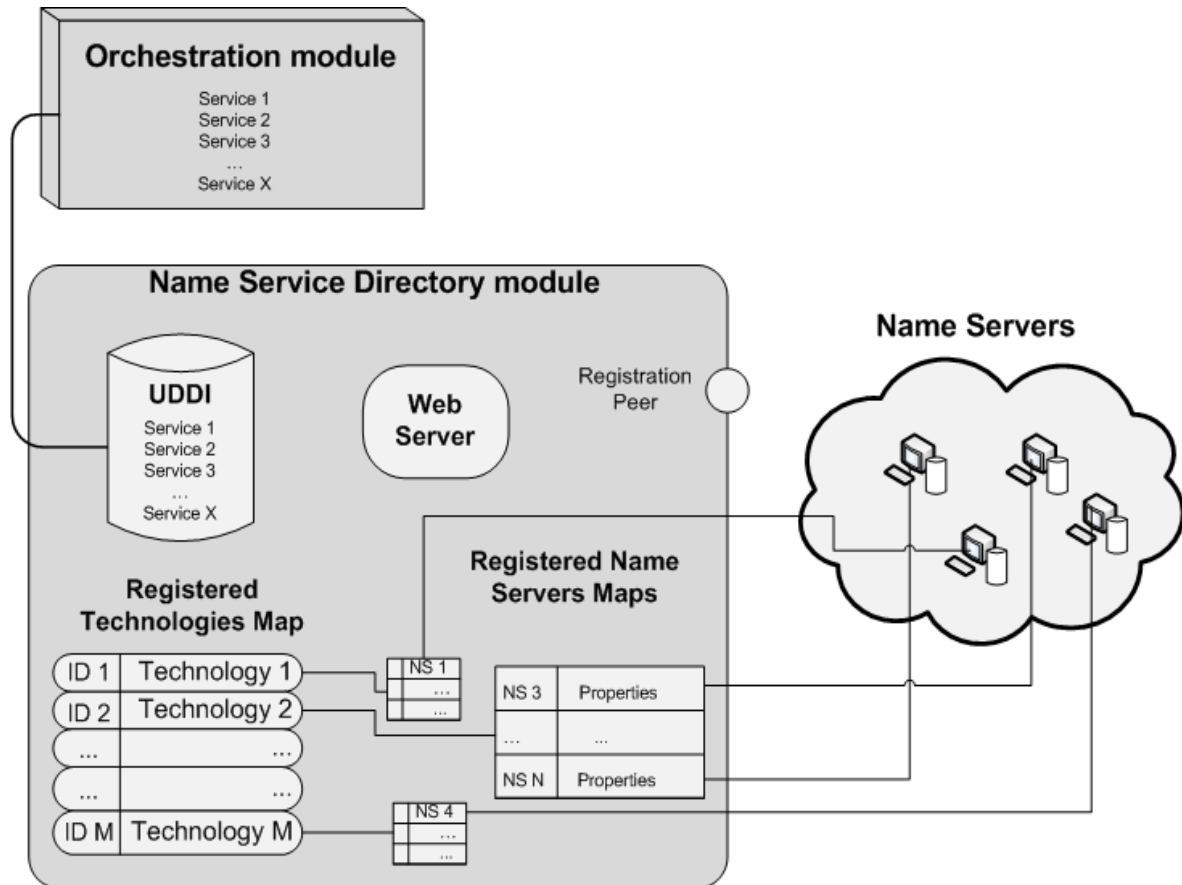 Orchestration module
Service 1
Service 2
Service 3
...
Service X
Name Service Directory module
UDDI
Service 1
Service 2
Service 3
...
Service X
Web
Server
Registration
Peer
Name Servers
Registered
Technologies Map
ID 1 Technology 1
ID 2 Technology 2
... ...
... ...
ID M Technology M
Registered Name
Servers Maps
NS 1
...
...
NS 3 Properties
... ...
NS N Properties
NS 4
...
...